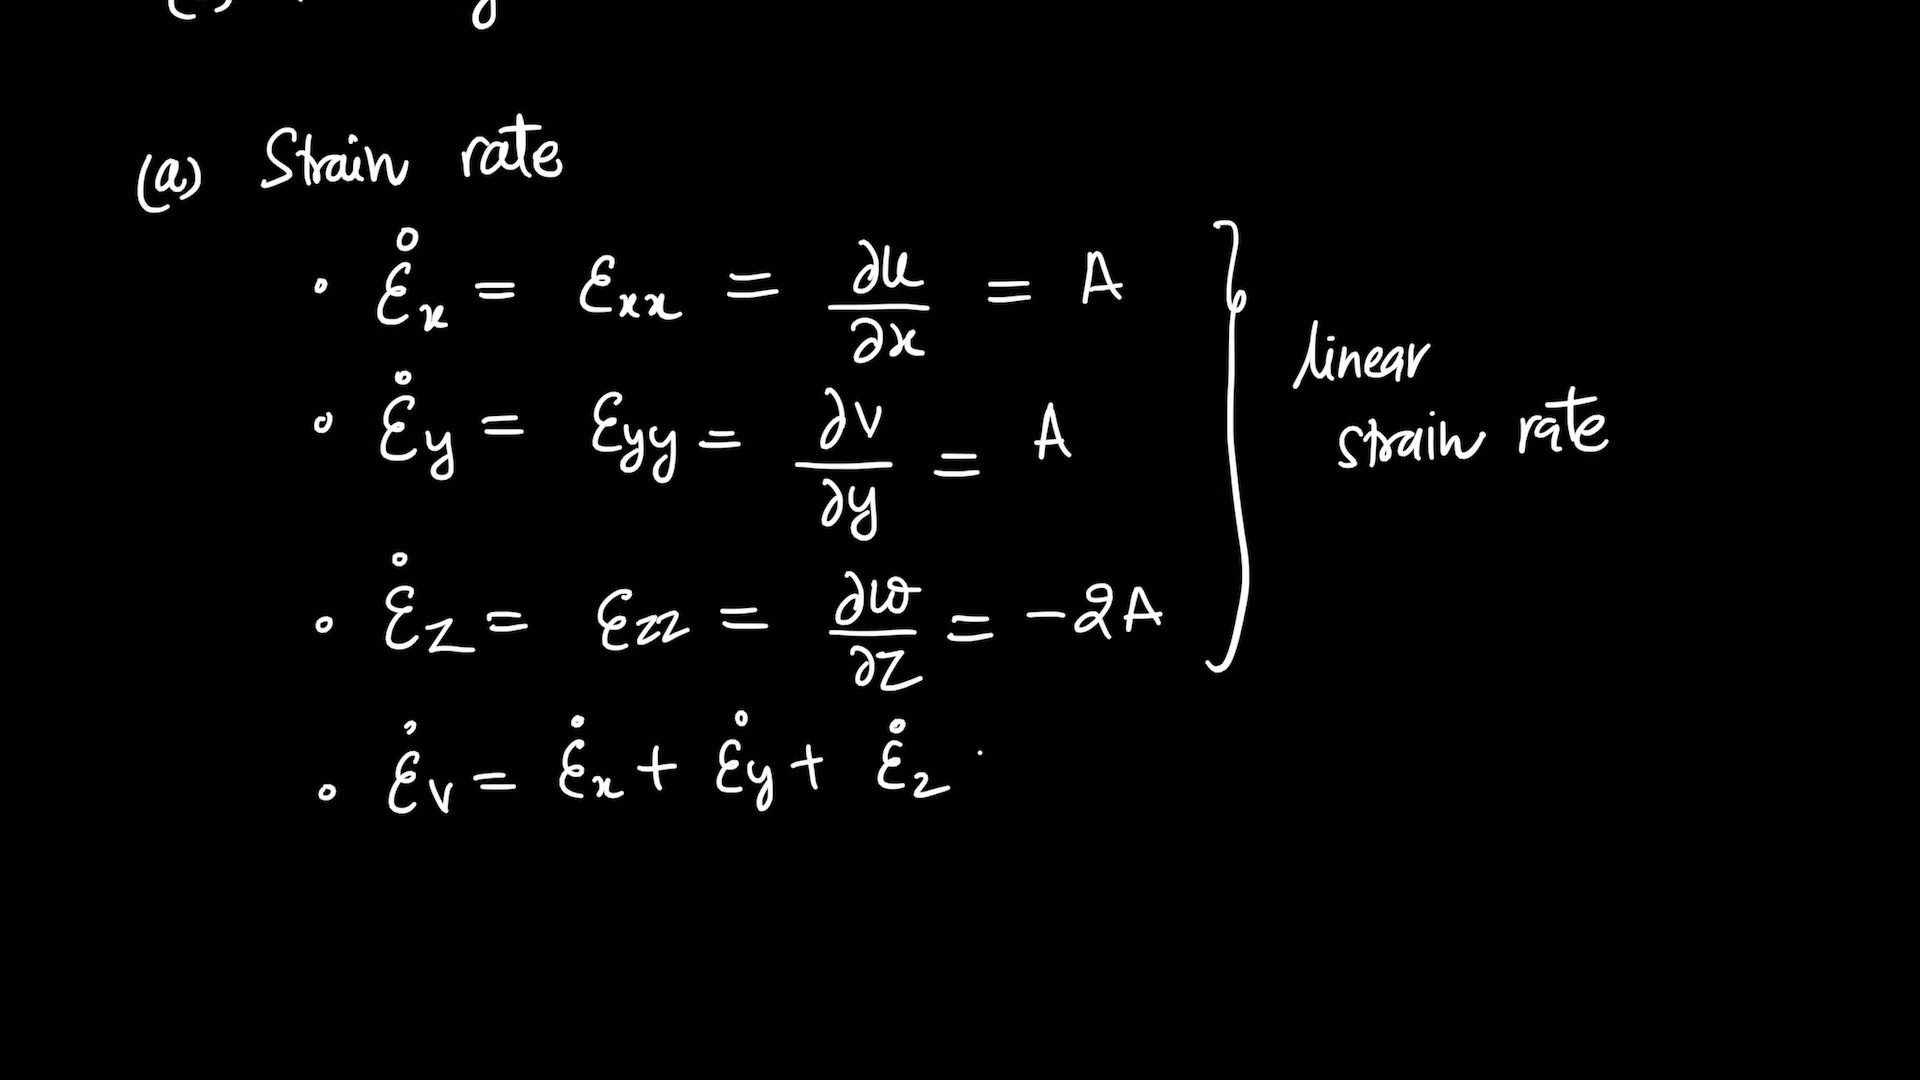 (a) Strain rate
• ε̊x = εxx = ∂u/∂x = A
• ε̊y = εyy = ∂v/∂y = A
• ε̊z = εzz = ∂w/∂z = -2A
} linear
strain rate
• ε̇v = ε̊x + ε̊y + ε̊z